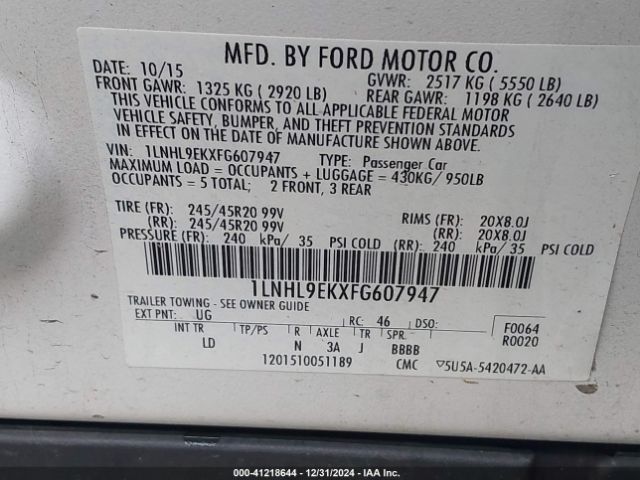 MFD. BY FORD MOTOR CO.
DATE: 10/15 GVWR: 2517 KG ( 5550 LB)
FRONT GAWR: 1325 KG ( 2920 LB) REAR GAWR: 1198 KG ( 2640 LB)
THIS VEHICLE CONFORMS TO ALL APPLICABLE FEDERAL MOTOR
VEHICLE SAFETY, BUMPER, AND THEFT PREVENTION STANDARDS
IN EFFECT ON THE DATE OF MANUFACTURE SHOWN ABOVE.
VIN: 1LNHL9EKXFG607947 TYPE: Passenger Car
MAXIMUM LOAD = OCCUPANTS + LUGGAGE = 430KG/ 950LB
OCCUPANTS = 5 TOTAL; 2 FRONT, 3 REAR
TIRE (FR): 245/45R20 99V RIMS (FR): 20X8.0J
(RR): 245/45R20 99V (RR): 20X8.0J
PRESSURE (FR): 240 kPa/ 35 PSI COLD (RR): 240 kPa/ 35 PSI COLD
1LNHL9EKXFG607947
TRAILER TOWING - SEE OWNER GUIDE
EXT PNT: UG RC: 46 DSO: F0064
INT TR TP/PS R AXLE TR SPR R0020
LD N 3A J BBBB
1201510051189 CMC ▽5U5A-5420472-AA
000-41218644 - 12/31/2024 - IAA Inc.